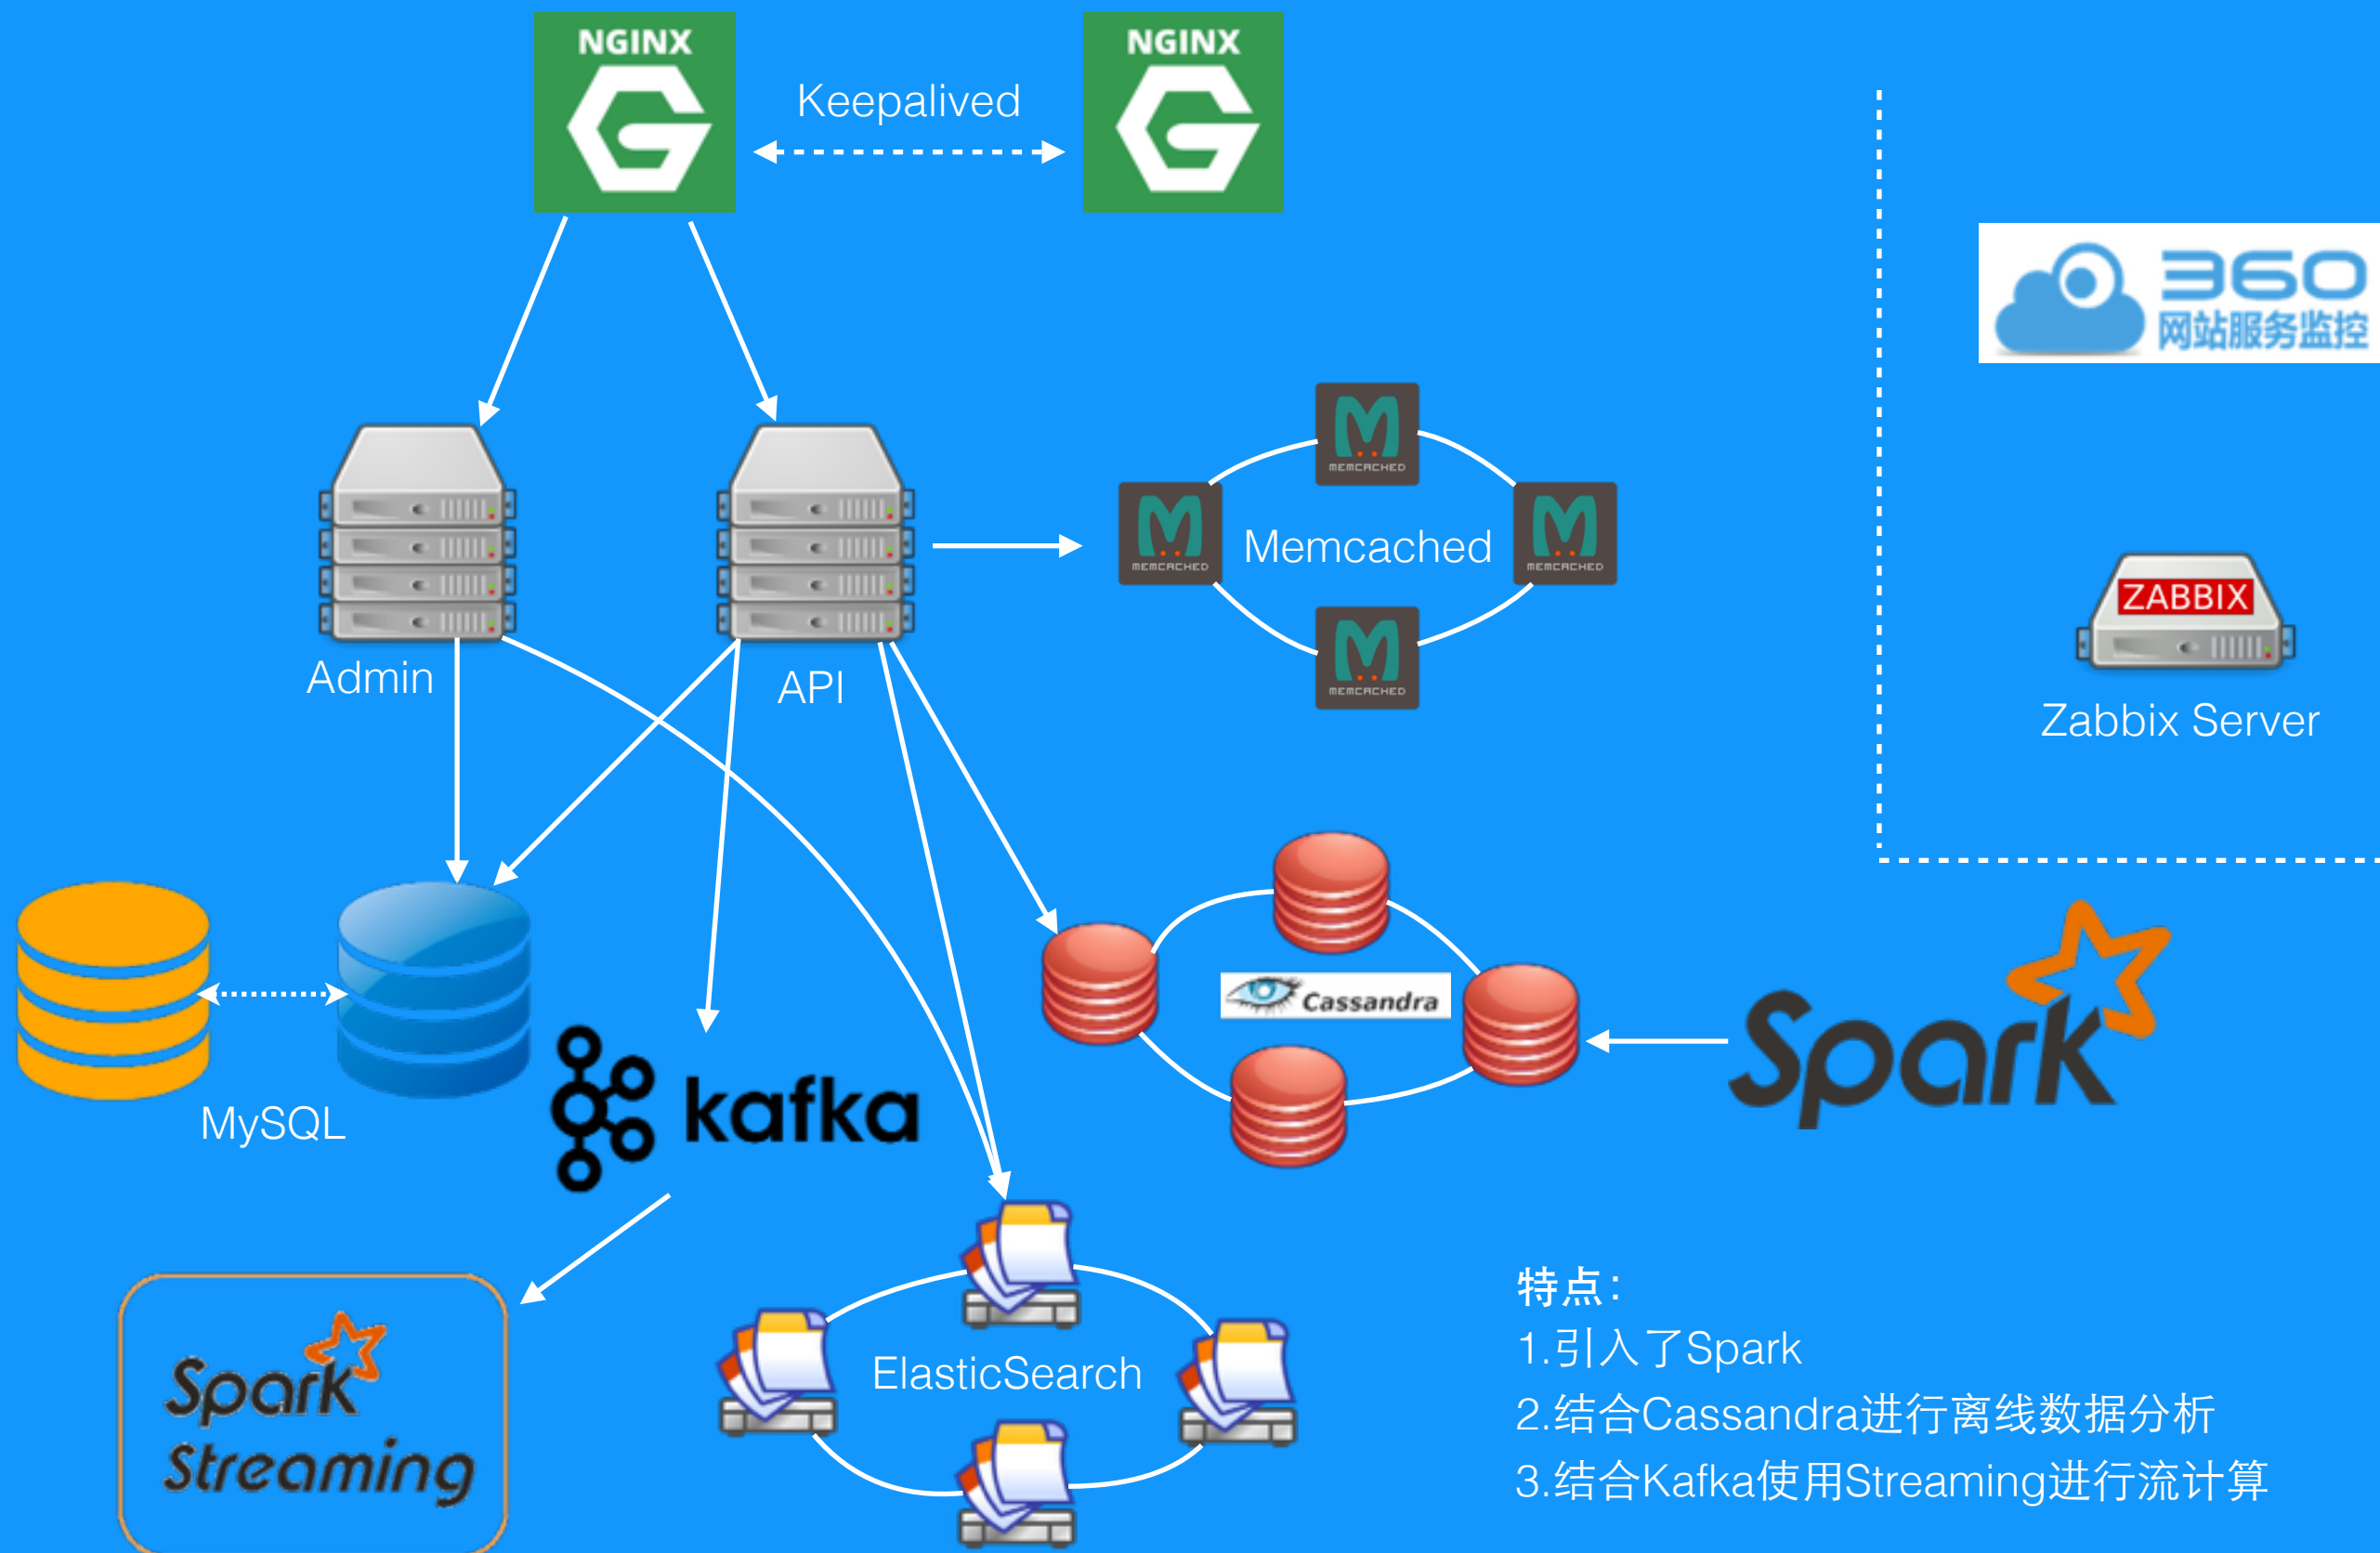 NGINX
Keepalived
NGINX
360
网站服务监控
MEMCACHED
MEMCACHED
Memcached
MEMCACHED
MEMCACHED
ZABBIX
Zabbix Server
Admin
API
Cassandra
Spark
MySQL
kafka
ElasticSearch
Spark
Streaming
特点：
1.引入了Spark
2.结合Cassandra进行离线数据分析
3.结合Kafka使用Streaming进行流计算